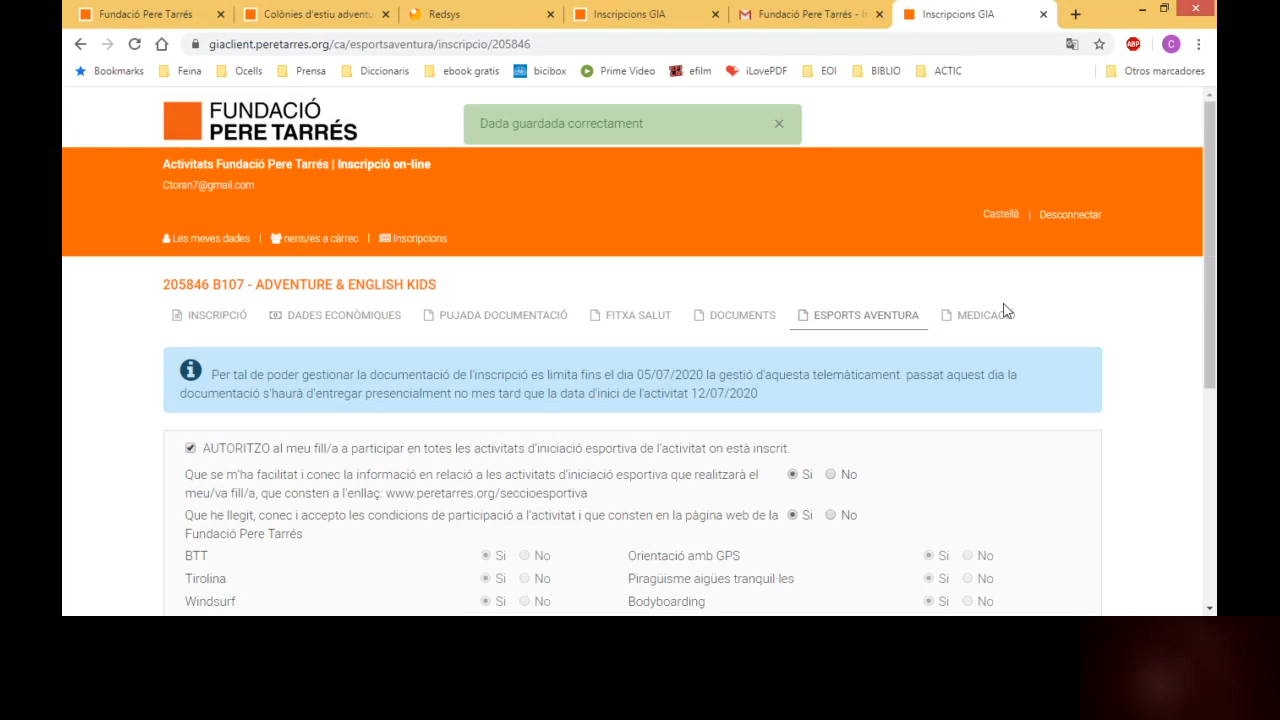 Fundació Pere Tarrés
Colònies d'estiu adventu
Redsys
Inscripcions GIA
Fundació Pere Tarrés - I
Inscripcions GIA
giaclient.peretarres.org/ca/esportsaventura/inscripcio/205846
ABP
C
Bookmarks Feina Ocells Prensa Diccionaris ebook gratis bicibox Prime Video efilm iLovePDF EOI BIBLIO ACTIC Otros marcadores
FUNDACIÓ
PERE TARRÉS
Dada guardada correctament
Activitats Fundació Pere Tarrés | Inscripció on-line
Ctoran7@gmail.com
Castellà | Desconnectar
Les meves dades | nens/es a càrrec | Inscripcions
205846 B107 - ADVENTURE & ENGLISH KIDS
INSCRIPCIÓ DADES ECONÒMIQUES PUJADA DOCUMENTACIÓ FITXA SALUT DOCUMENTS ESPORTS AVENTURA
Per tal de poder gestionar la documentació de l'inscripció es limita fins el dia 05/07/2020 la gestió d'aquesta telemàticament. passat aquest dia la
documentació s'haurà d'entregar presencialment no mes tard que la data d'inici de l'activitat 12/07/2020
AUTORITZO al meu fill/a a participar en totes les activitats d'iniciació esportiva de l'activitat on està inscrit.
Que se m'ha facilitat i conec la informació en relació a les activitats d'iniciació esportiva que realitzarà el Si No
meu/va fill/a, que consten a l'enllaç: www.peretarres.org/seccioesportiva
Que he llegit, conec i accepto les condicions de participació a l'activitat i que consten en la pàgina web de la Si No
Fundació Pere Tarrés
BTT Si No Orientació amb GPS Si No
Tirolina Si No Piragüisme aigües tranquil·les Si No
Windsurf Si No Bodyboarding Si No